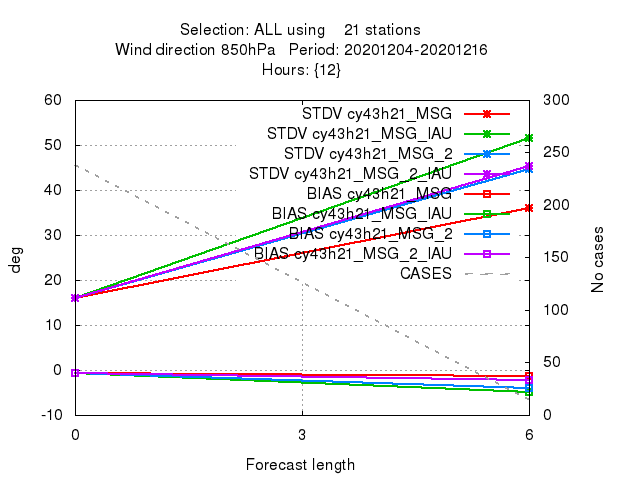 Selection: ALL using    21 stations
Wind direction 850hPa   Period: 20201204-20201216
Hours: {12}
60
50
40
30
20
10
0
-10
deg
300
250
200
150
100
50
0
No cases
STDV cy43h21_MSG
STDV cy43h21_MSG_IAU
STDV cy43h21_MSG_2
STDV cy43h21_MSG_2_IAU
BIAS cy43h21_MSG
BIAS cy43h21_MSG_IAU
BIAS cy43h21_MSG_2
BIAS cy43h21_MSG_2_IAU
CASES
0 3 6
Forecast length